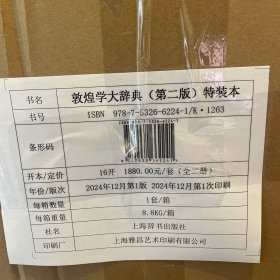 书名 敦煌学大辞典（第二版）特装本
书号 ISBN 978-7-5326-6224-1/K·1263
条形码
开本/定价 16开 1880.00元/套（全二册）
年份/版次 2024年12月第1版 2024年12月第1次印刷
每箱数量 1套/箱
每箱重量 8.8KG/箱
社名 上海辞书出版社
印刷厂 上海雅昌艺术印刷有限公司